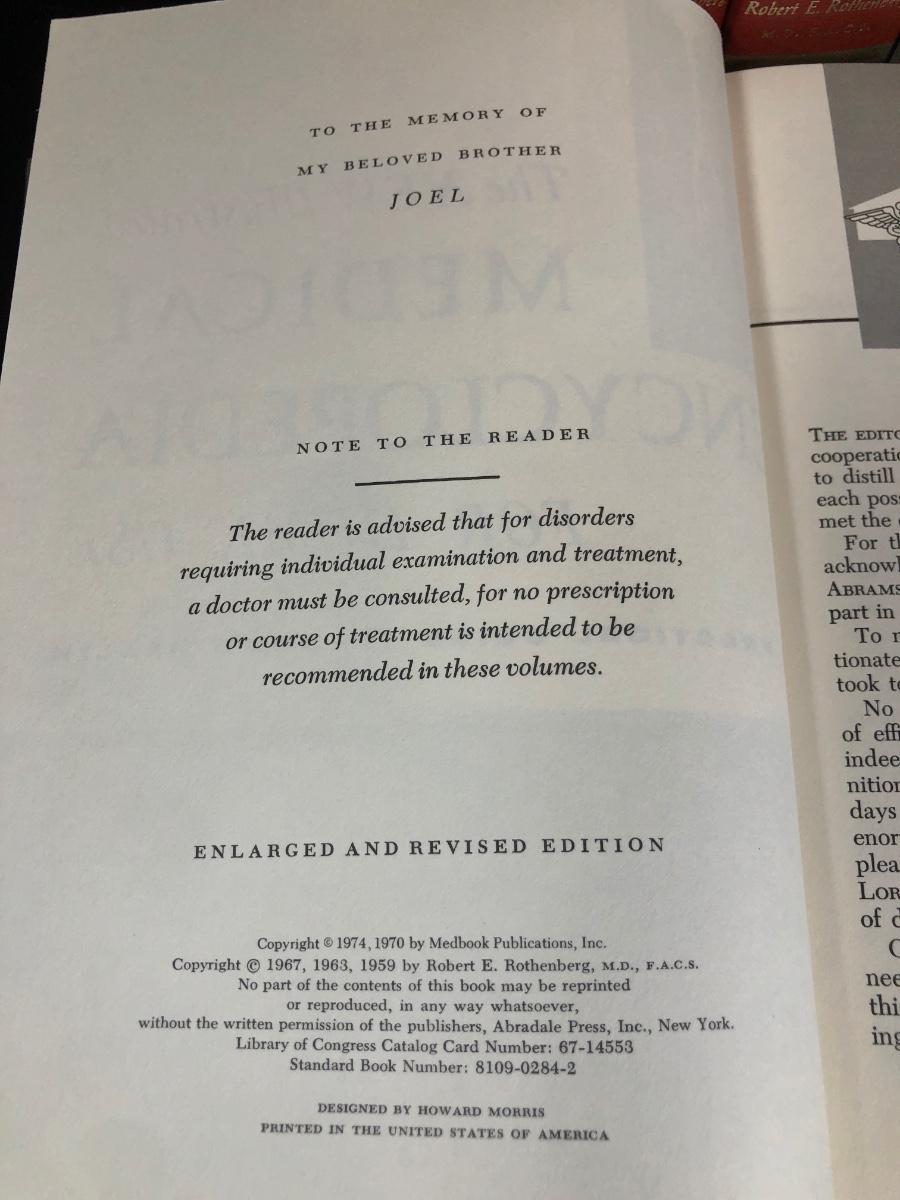 Robert E.
TO THE MEMORY OF
MY BELOVED BROTHER
JOEL
NOTE TO THE READER
The reader is advised that for disorders
requiring individual examination and treatment,
a doctor must be consulted, for no prescription
or course of treatment is intended to be
recommended in these volumes.
ENLARGED AND REVISED EDITION
Copyright © 1974, 1970 by Medbook Publications, Inc.
Copyright © 1967, 1963, 1959 by Robert E. Rothenberg, M.D., F.A.C.S.
No part of the contents of this book may be reprinted
or reproduced, in any way whatsoever,
without the written permission of the publishers, Abradale Press, Inc., New York.
Library of Congress Catalog Card Number: 67-14553
Standard Book Number: 8109-0284-2
DESIGNED BY HOWARD MORRIS
PRINTED IN THE UNITED STATES OF AMERICA
THE EDITO
cooperati
to distill
each pos
met the
For th
acknowl
ABRAMS
part in
To
tionate
took t
No
of effi
indee
nition
days
enor
plea
LOR
of
nee
thi
ing